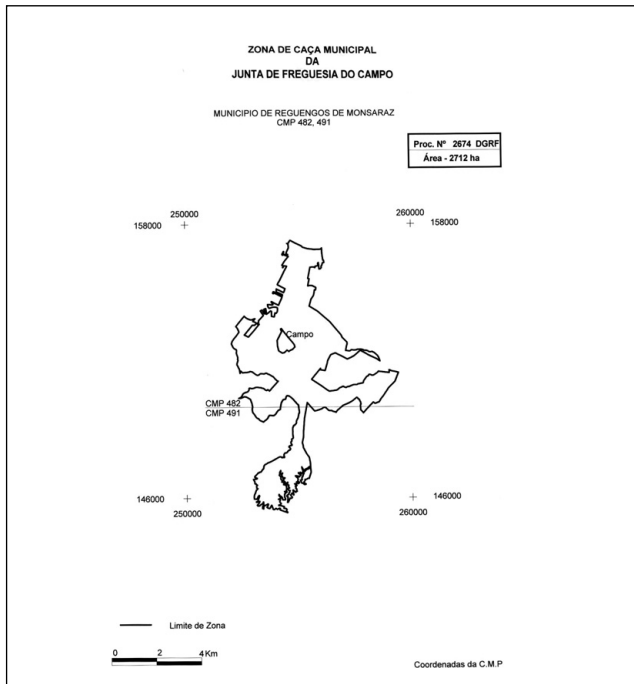 ZONA DE CAÇA MUNICIPAL
DA
JUNTA DE FREGUESIA DO CAMPO
MUNICIPIO DE REGUENGOS DE MONSARAZ
CMP 482, 491
Proc. Nº 2674 DGRF
Área - 2712 ha
250000
260000
158000
158000
Campo
CMP 482
CMP 491
146000
146000
250000
260000
Limite de Zona
0 2 4 Km
Coordenadas da C.M.P